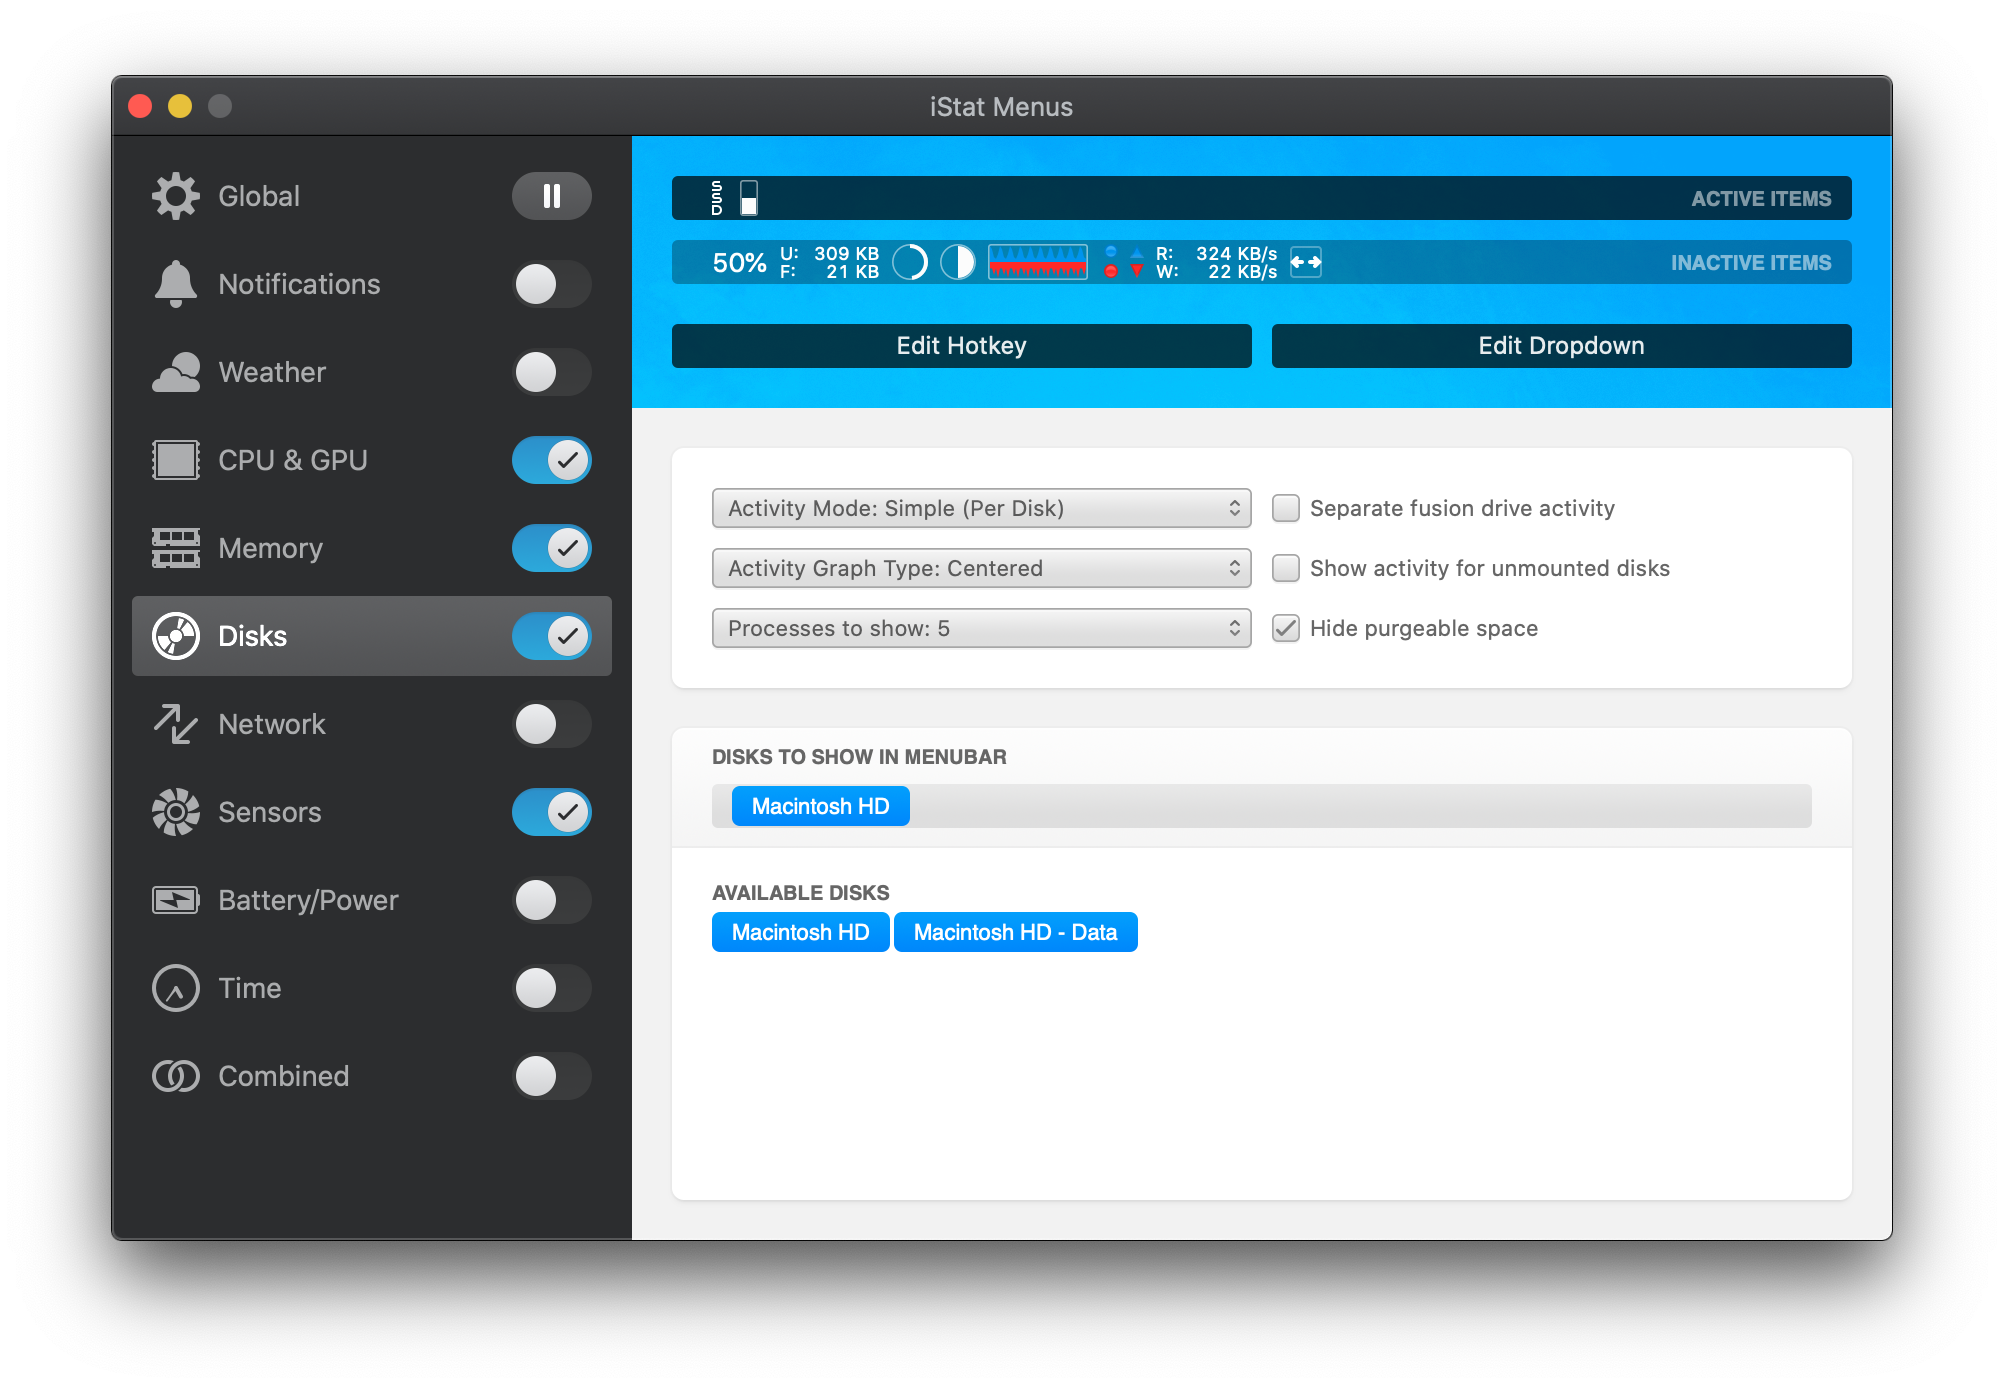 iStat Menus
Global
Notifications
Weather
CPU & GPU
Memory
Disks
Network
Sensors
Battery/Power
Time
Combined
SSD
ACTIVE ITEMS
50% U: 309 KB R: 324 KB/s
F: 21 KB W: 22 KB/s
INACTIVE ITEMS
Edit Hotkey
Edit Dropdown
Activity Mode: Simple (Per Disk)
Separate fusion drive activity
Activity Graph Type: Centered
Show activity for unmounted disks
Processes to show: 5
Hide purgeable space
DISKS TO SHOW IN MENUBAR
Macintosh HD
AVAILABLE DISKS
Macintosh HD
Macintosh HD - Data